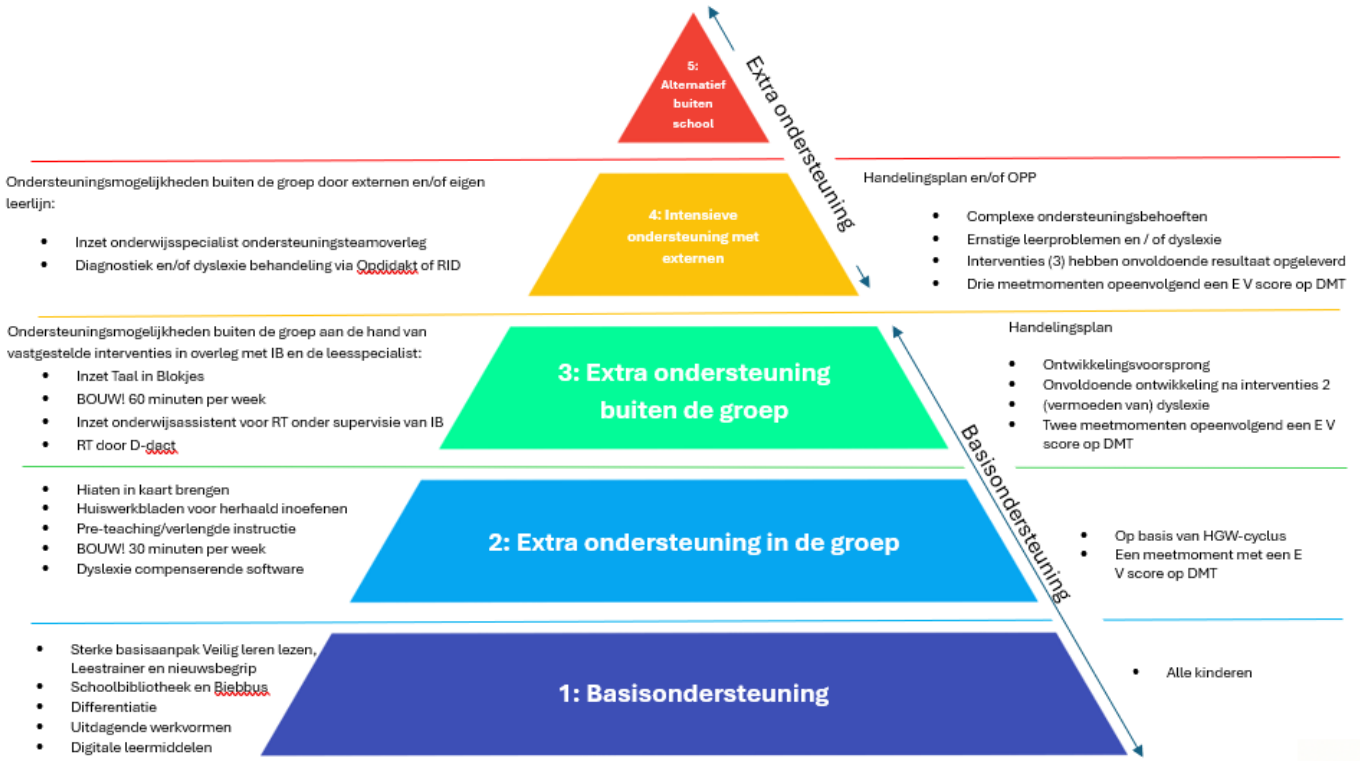 5:
Alternatief
buiten
school
Extra ondersteuning
Ondersteuningsmogelijkheden buiten de groep door externen en/of eigen
leerlijn:
• Inzet onderwijsspecialist ondersteuningsteamoverleg
• Diagnostiek en/of dyslexie behandeling via Opdidakt of RID
4: Intensieve
ondersteuning met
externen
Handelingsplan en/of OPP
• Complexe ondersteuningsbehoeften
• Ernstige leerproblemen en / of dyslexie
• Interventies (3) hebben onvoldoende resultaat opgeleverd
• Drie meetmomenten opeenvolgend een E V score op DMT
Ondersteuningsmogelijkheden buiten de groep aan de hand van
vastgestelde interventies in overleg met IB en de leesspecialist:
• Inzet Taal in Blokjes
• BOUW! 60 minuten per week
• Inzet onderwijsassistent voor RT onder supervisie van IB
• RT door D-dact
3: Extra ondersteuning
buiten de groep
Handelingsplan
• Ontwikkelingsvoorsprong
• Onvoldoende ontwikkeling na interventies 2
• (vermoeden van) dyslexie
• Twee meetmomenten opeenvolgend een E V
score op DMT
Basisondersteuning
• Hiaten in kaart brengen
• Huiswerkbladen voor herhaald inoefenen
• Pre-teaching/verlengde instructie
• BOUW! 30 minuten per week
• Dyslexie compenserende software
2: Extra ondersteuning in de groep
• Op basis van HGW-cyclus
• Een meetmoment met een E
V score op DMT
• Sterke basisaanpak Veilig leren lezen,
Leestrainer en nieuwsbegrip
• Schoolbibliotheek en Biebbus
• Differentiatie
• Uitdagende werkvormen
• Digitale leermiddelen
1: Basisondersteuning
• Alle kinderen